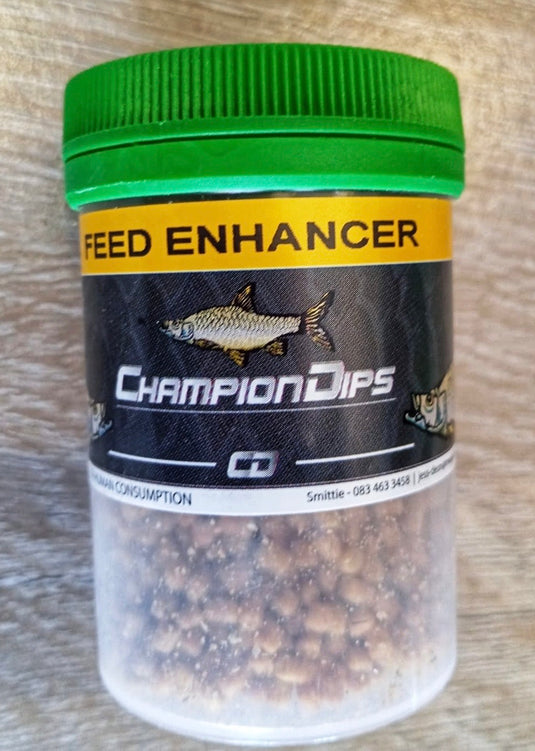 FEED ENHANCER
CHAMPIONDIPS
CD
HUMAN CONSUMPTION
Smittie - 083 463 3458 |